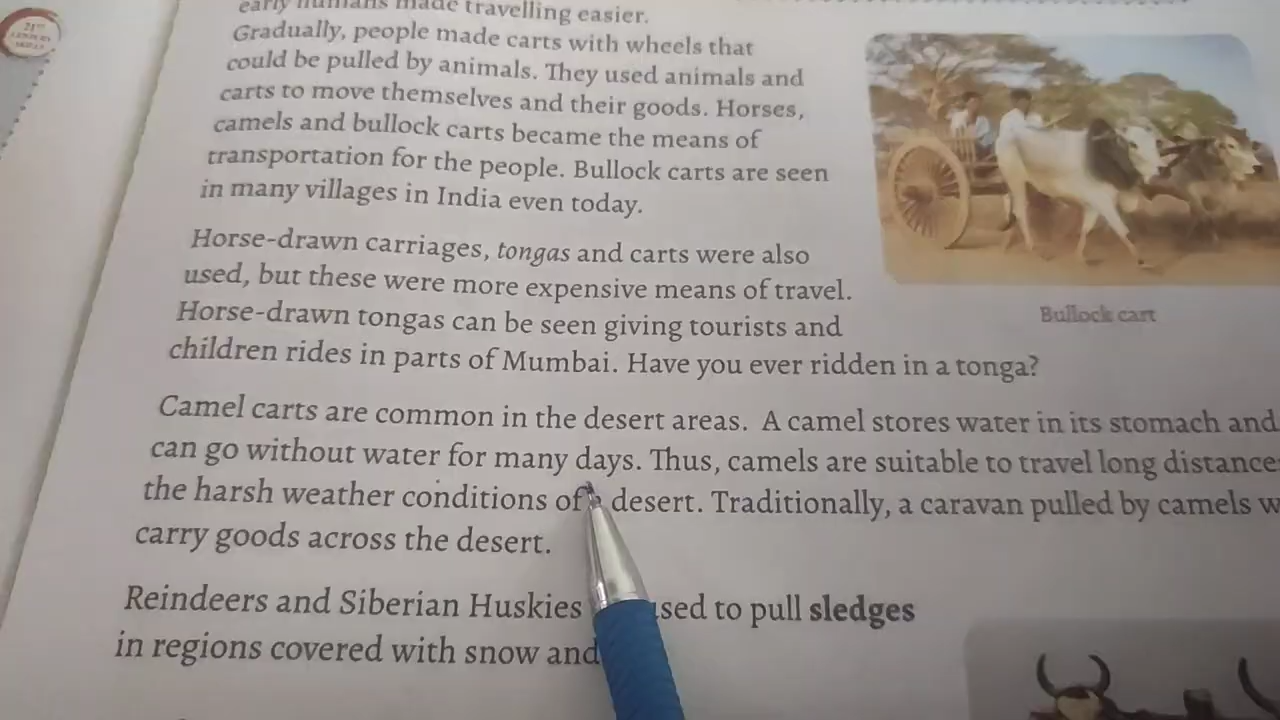 21ST
CENTURY
SKILLS
early humans made travelling easier.
Gradually, people made carts with wheels that
could be pulled by animals. They used animals and
carts to move themselves and their goods. Horses,
camels and bullock carts became the means of
transportation for the people. Bullock carts are seen
in many villages in India even today.
Horse-drawn carriages, tongas and carts were also
used, but these were more expensive means of travel.
Horse-drawn tongas can be seen giving tourists and
children rides in parts of Mumbai. Have you ever ridden in a tonga?
Bullock cart
Camel carts are common in the desert areas. A camel stores water in its stomach and
can go without water for many days. Thus, camels are suitable to travel long distance
the harsh weather conditions of desert. Traditionally, a caravan pulled by camels
carry goods across the desert.
Reindeers and Siberian Huskies used to pull sledges
in regions covered with snow and